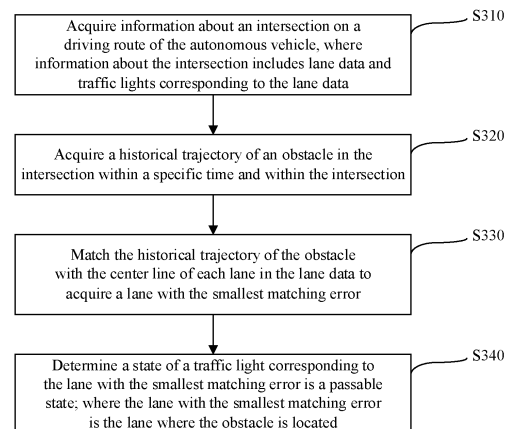 Acquire information about an intersection on a
driving route of the autonomous vehicle, where
information about the intersection includes lane data and
traffic lights corresponding to the lane data
S310
Acquire a historical trajectory of an obstacle in the
intersection within a specific time and within the intersection
S320
Match the historical trajectory of the obstacle
with the center line of each lane in the lane data to
acquire a lane with the smallest matching error
S330
Determine a state of a traffic light corresponding to
the lane with the smallest matching error is a passable
state; where the lane with the smallest matching error
is the lane where the obstacle is located
S340